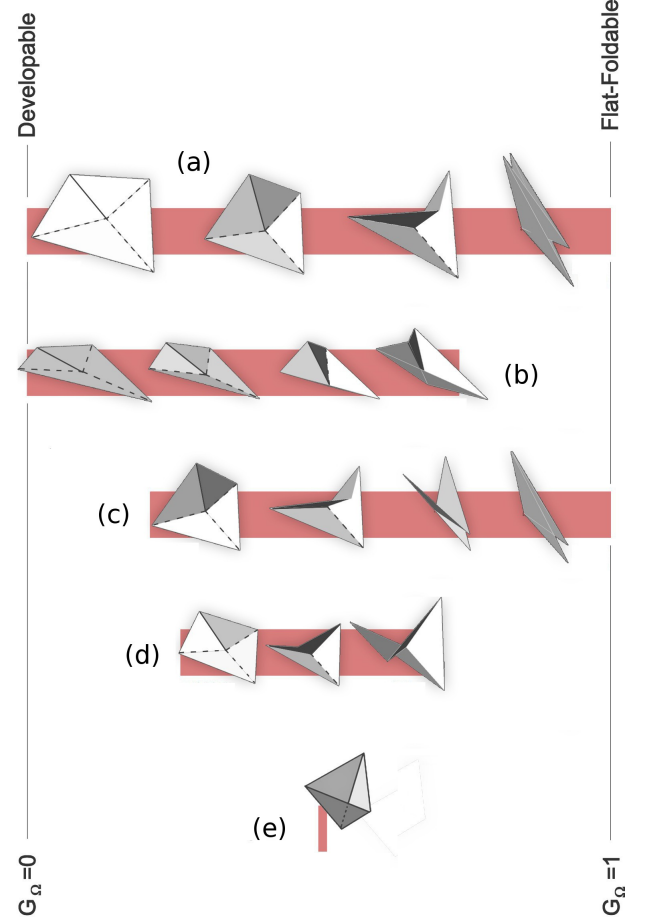 Developable
Flat-Foldable
(a)
(b)
(c)
(d)
(e)
G_Ω =0
G_Ω =1